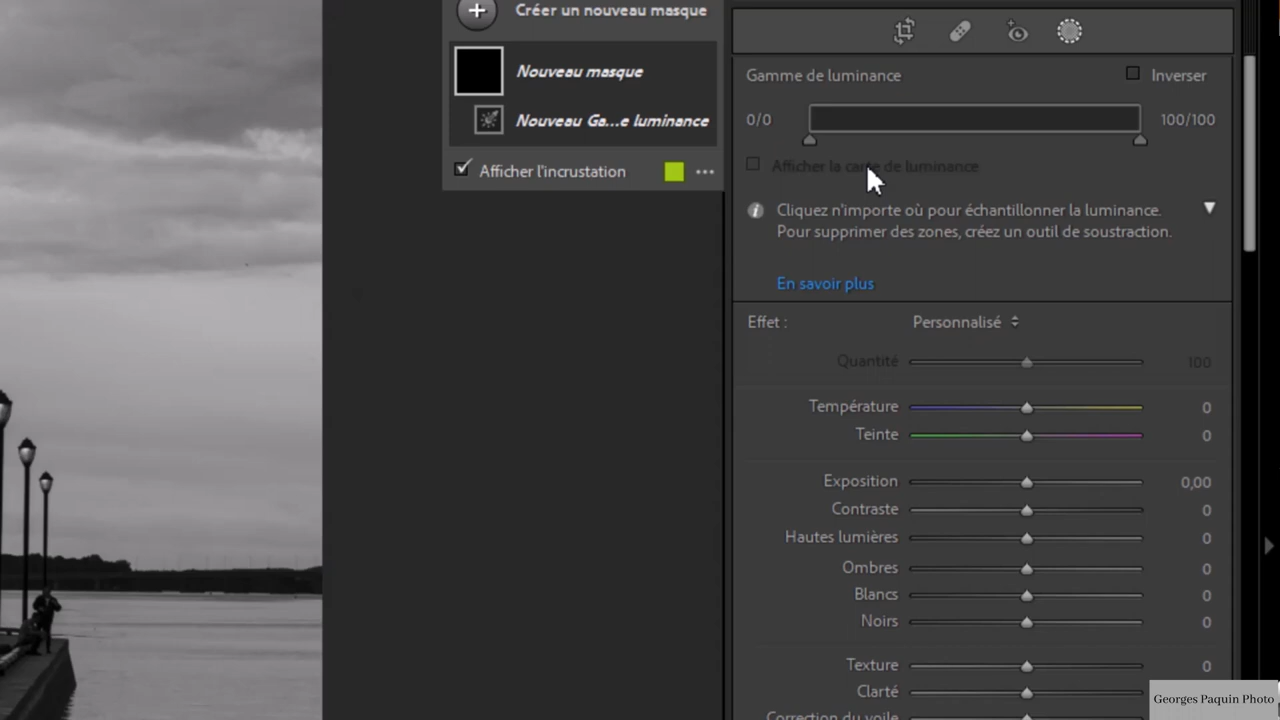 Créer un nouveau masque
Nouveau masque
Nouveau Ga...e luminance
Afficher l'incrustation
Gamme de luminance
Inverser
0/0
100/100
Afficher la carte de luminance
Cliquez n'importe où pour échantillonner la luminance.
Pour supprimer des zones, créez un outil de soustraction.
En savoir plus
Effet :
Personnalisé
Quantité
100
Température
0
Teinte
0
Exposition
0,00
Contraste
0
Hautes lumières
0
Ombres
0
Blancs
0
Noirs
0
Texture
0
Clarté
Correction du voile
Georges Paquin Photo